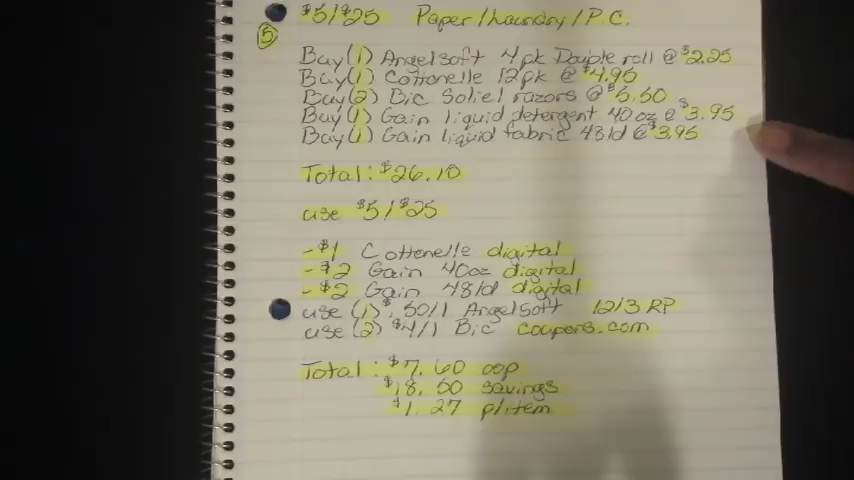 $5/$25 Paper/Laundry/P.C.
5
Buy(1) Angelsoft 4pk Double roll @ $2.25
Buy(1) Cottonelle 12pk @ $4.95
Buy(2) Bic Soliel razors @ $5.50
Buy(1) Gain liquid detergent 40oz @ $3.95
Buy(1) Gain liquid fabric 48ld @ $3.95
Total: $26.10
use $5/$25
-$1 Cottenelle digital
-$2 Gain 40oz digital
-$2 Gain 48ld digital
use (1) $.50/1 Angelsoft 12/3 RP
use (2) $4/1 Bic coupons.com
Total: $7.60 oop
$18.50 savings
$1.27 p/item